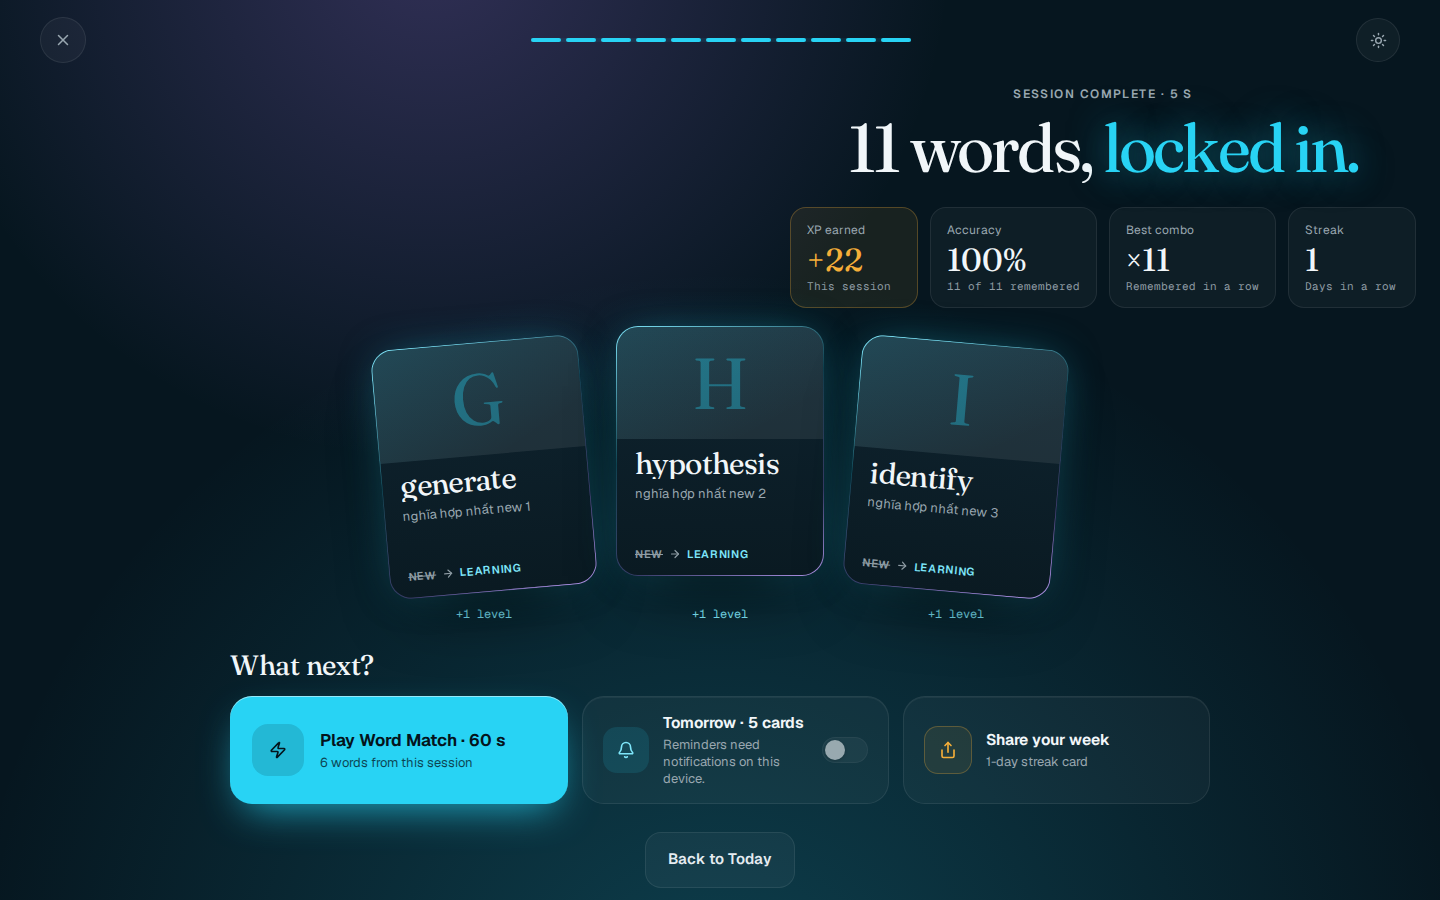 SESSION COMPLETE · 5 S
11 words, locked in.
XP earned
+22
This session
Accuracy
100%
11 of 11 remembered
Best combo
×11
Remembered in a row
Streak
1
Days in a row
G
generate
nghĩa hợp nhất new 1
NEW → LEARNING
+1 level
H
hypothesis
nghĩa hợp nhất new 2
NEW → LEARNING
+1 level
I
identify
nghĩa hợp nhất new 3
NEW → LEARNING
+1 level
What next?
Play Word Match · 60 s
6 words from this session
Tomorrow · 5 cards
Reminders need
notifications on this
device.
Share your week
1-day streak card
Back to Today